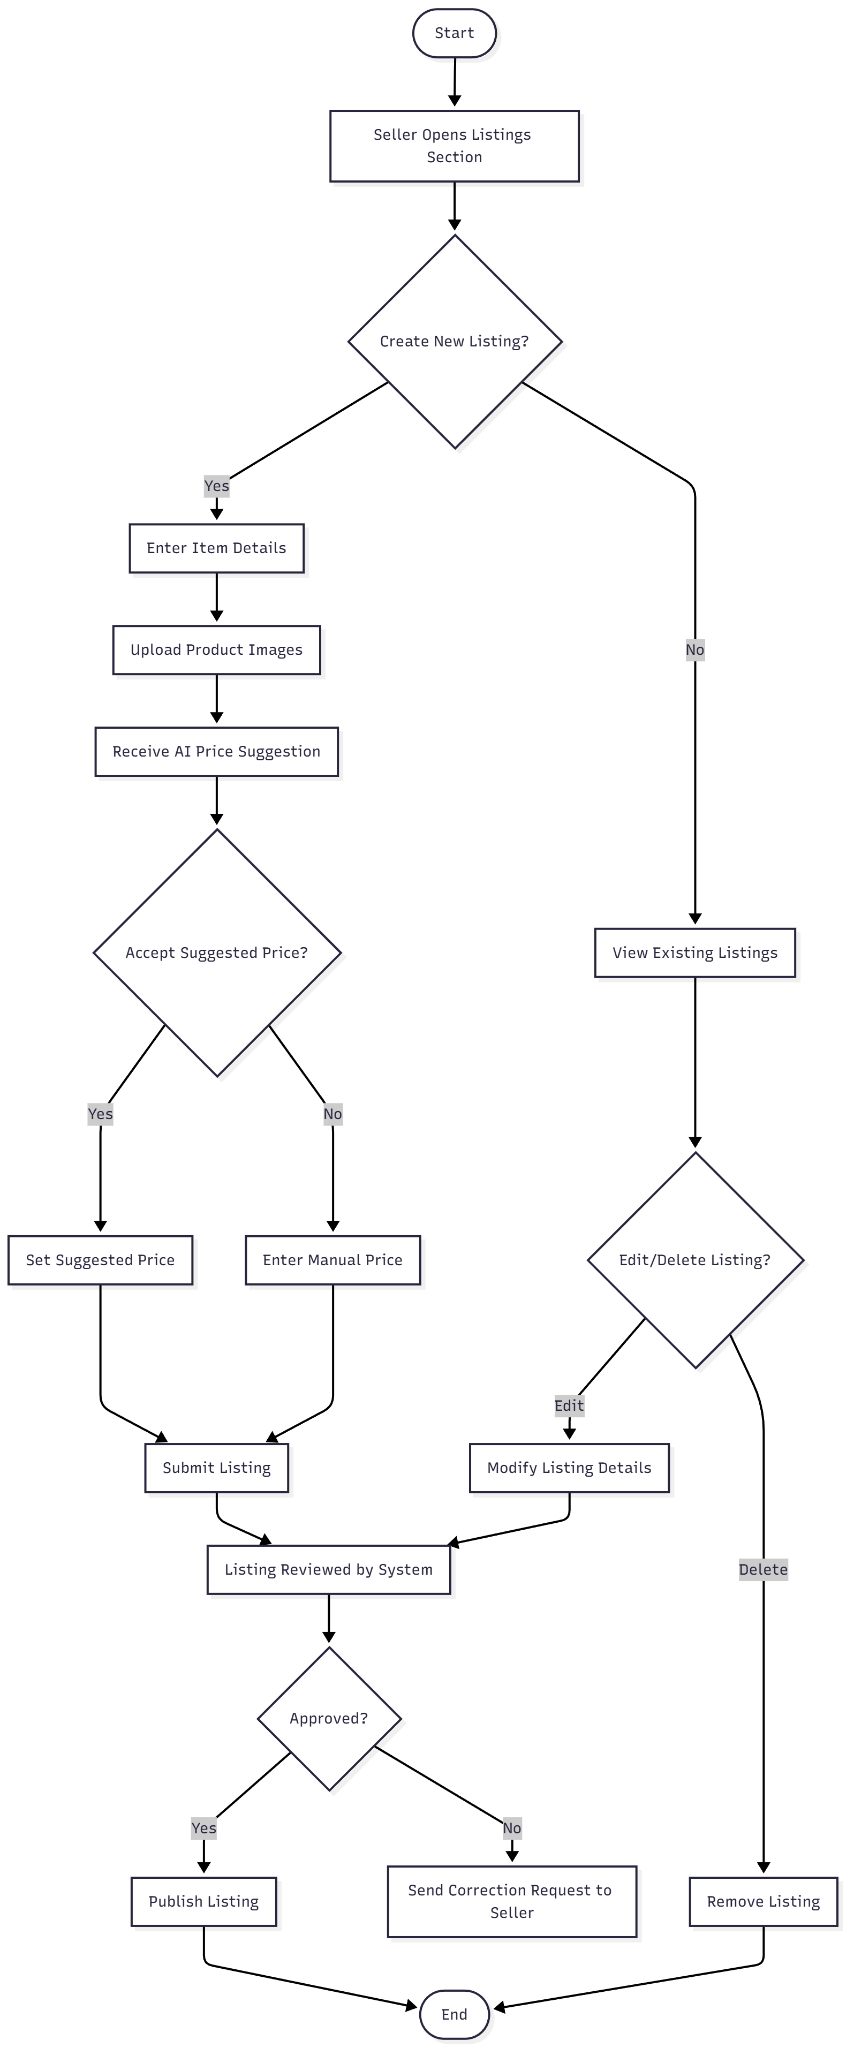 Start
Seller Opens Listings
Section
Create New Listing?
Yes
Enter Item Details
Upload Product Images
No
Receive AI Price Suggestion
Accept Suggested Price?
View Existing Listings
Yes
No
Set Suggested Price
Enter Manual Price
Edit/Delete Listing?
Edit
Submit Listing
Modify Listing Details
Listing Reviewed by System
Delete
Approved?
Yes
No
Publish Listing
Send Correction Request to
Seller
Remove Listing
End